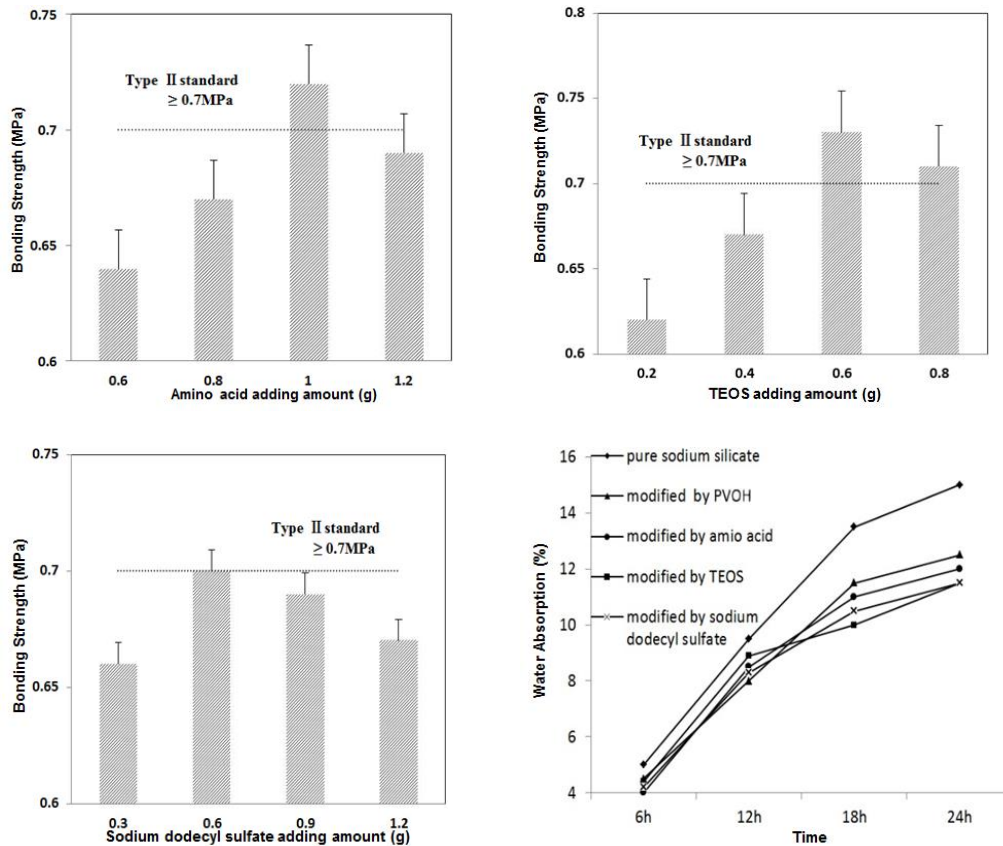 0.75
0.7
0.65
0.6
Bonding Strength (MPa)
Type Ⅱ standard
≥ 0.7MPa
0.6 0.8 1 1.2
Amino acid adding amount (g)
0.8
0.75
0.7
0.65
0.6
Bonding Strength (MPa)
Type Ⅱ standard
≥ 0.7MPa
0.2 0.4 0.6 0.8
TEOS adding amount (g)
0.75
0.7
0.65
0.6
Bonding Strength (MPa)
Type Ⅱ standard
≥ 0.7MPa
0.3 0.6 0.9 1.2
Sodium dodecyl sulfate adding amount (g)
16
14
12
10
8
6
4
Water Absorption (%)
pure sodium silicate
modified by PVOH
modified by amio acid
modified by TEOS
modified by sodium
dodecyl sulfate
6h 12h 18h 24h
Time